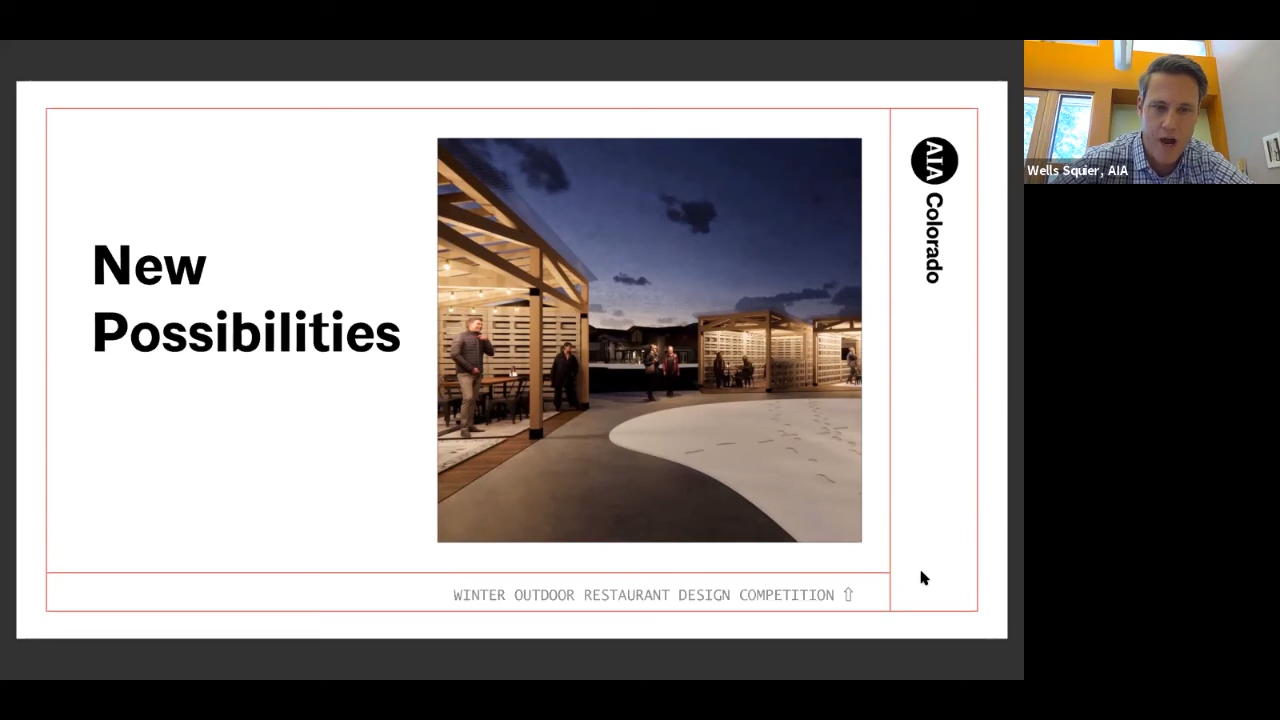 New
Possibilities
AIA Colorado
WINTER OUTDOOR RESTAURANT DESIGN COMPETITION ⇧
Wells Squier, AIA